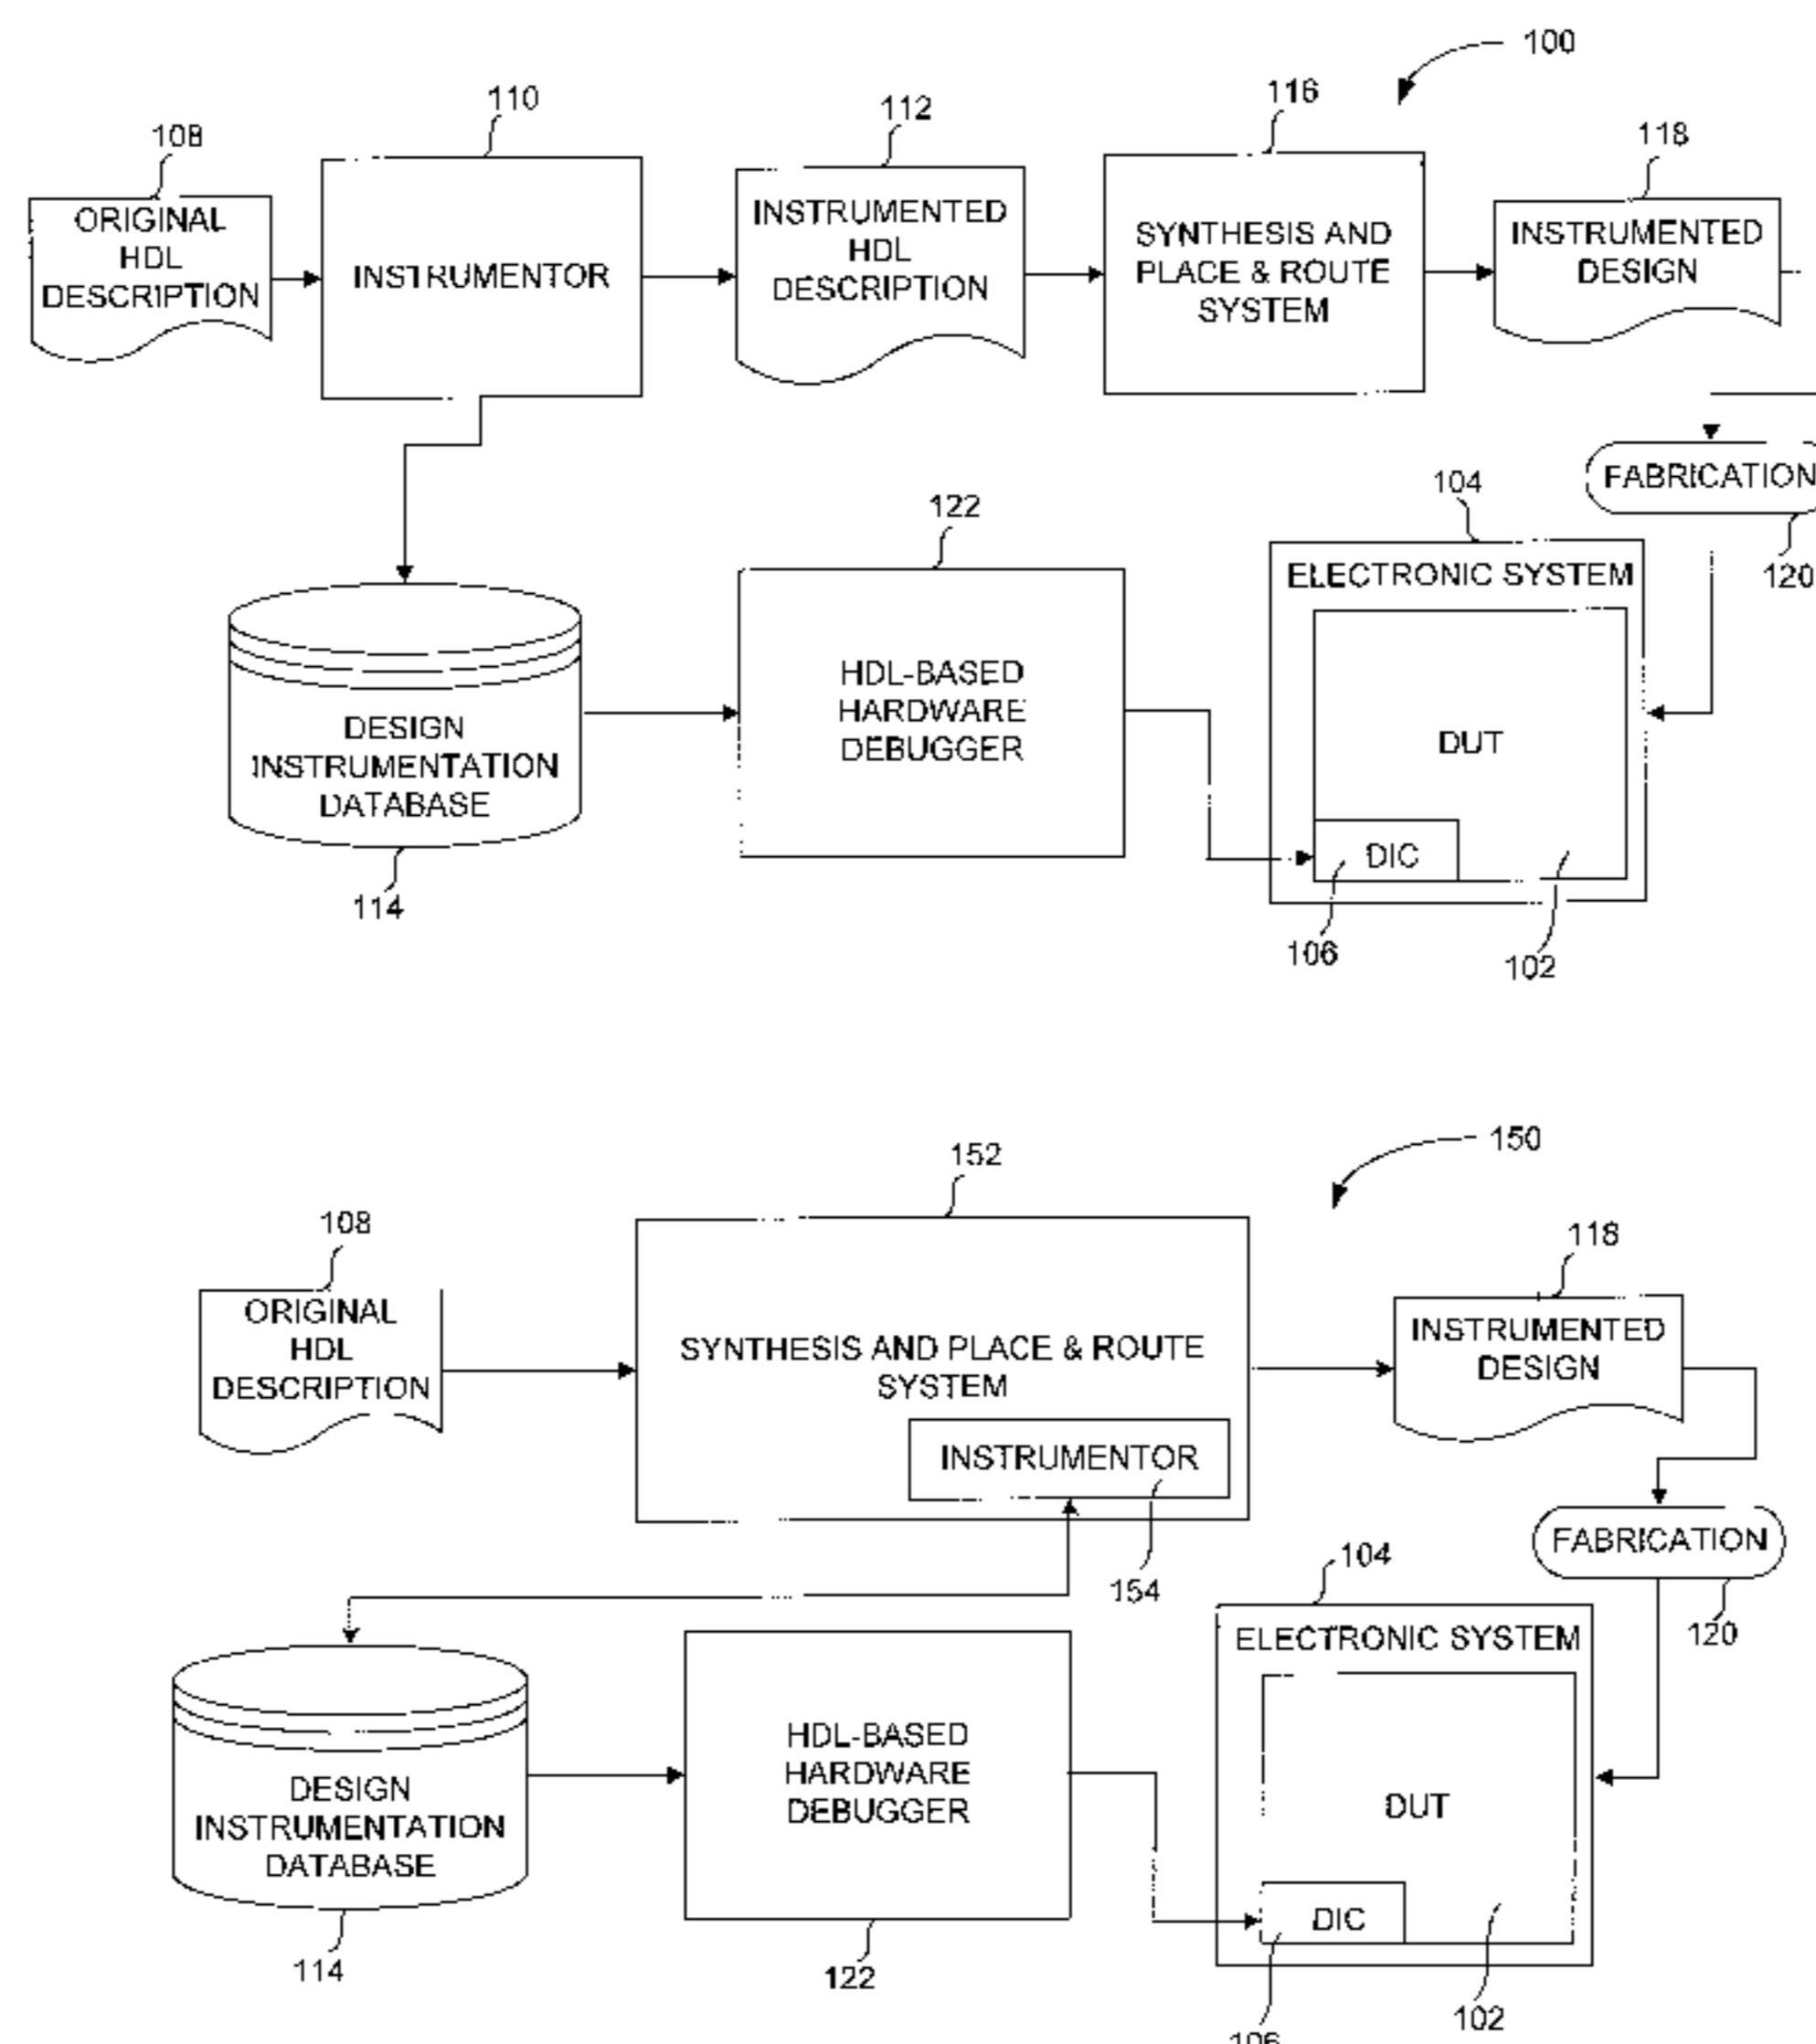 100
110
116
112
108
118
ORIGINAL
HDL
DESCRIPTION
INSTRUMENTOR
INSTRUMENTED
HDL
DESCRIPTION
SYNTHESIS AND
PLACE & ROUTE
SYSTEM
INSTRUMENTED
DESIGN
FABRICATION
120
122
104
ELECTRONIC SYSTEM
DESIGN
INSTRUMENTATION
DATABASE
HDL-BASED
HARDWARE
DEBUGGER
DUT
DIC
114
106
102
150
152
108
118
ORIGINAL
HDL
DESCRIPTION
SYNTHESIS AND PLACE & ROUTE
SYSTEM
INSTRUMENTOR
INSTRUMENTED
DESIGN
FABRICATION
154
104
120
ELECTRONIC SYSTEM
DESIGN
INSTRUMENTATION
DATABASE
HDL-BASED
HARDWARE
DEBUGGER
DUT
DIC
114
122
102
106